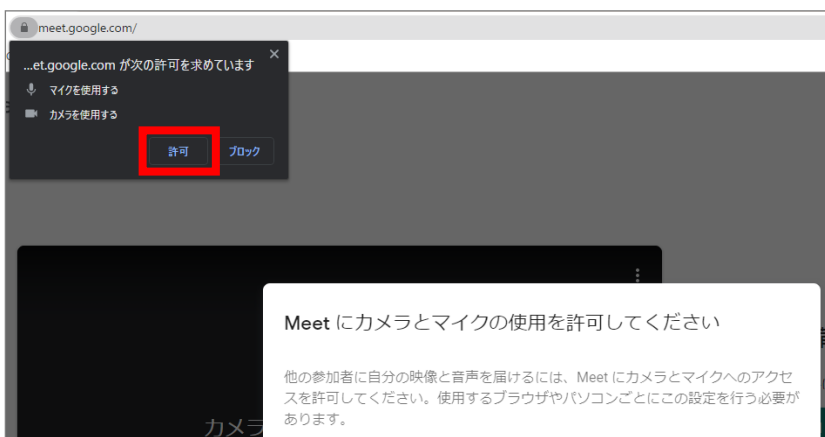 meet.google.com/
...et.google.com が次の許可を求めています
マイクを使用する
カメラを使用する
許可 ブロック
Meet にカメラとマイクの使用を許可してください
他の参加者に自分の映像と音声を届けるには、Meet にカメラとマイクへのアクセ
スを許可してください。使用するブラウザやパソコンごとにこの設定を行う必要が
あります。
カメラ